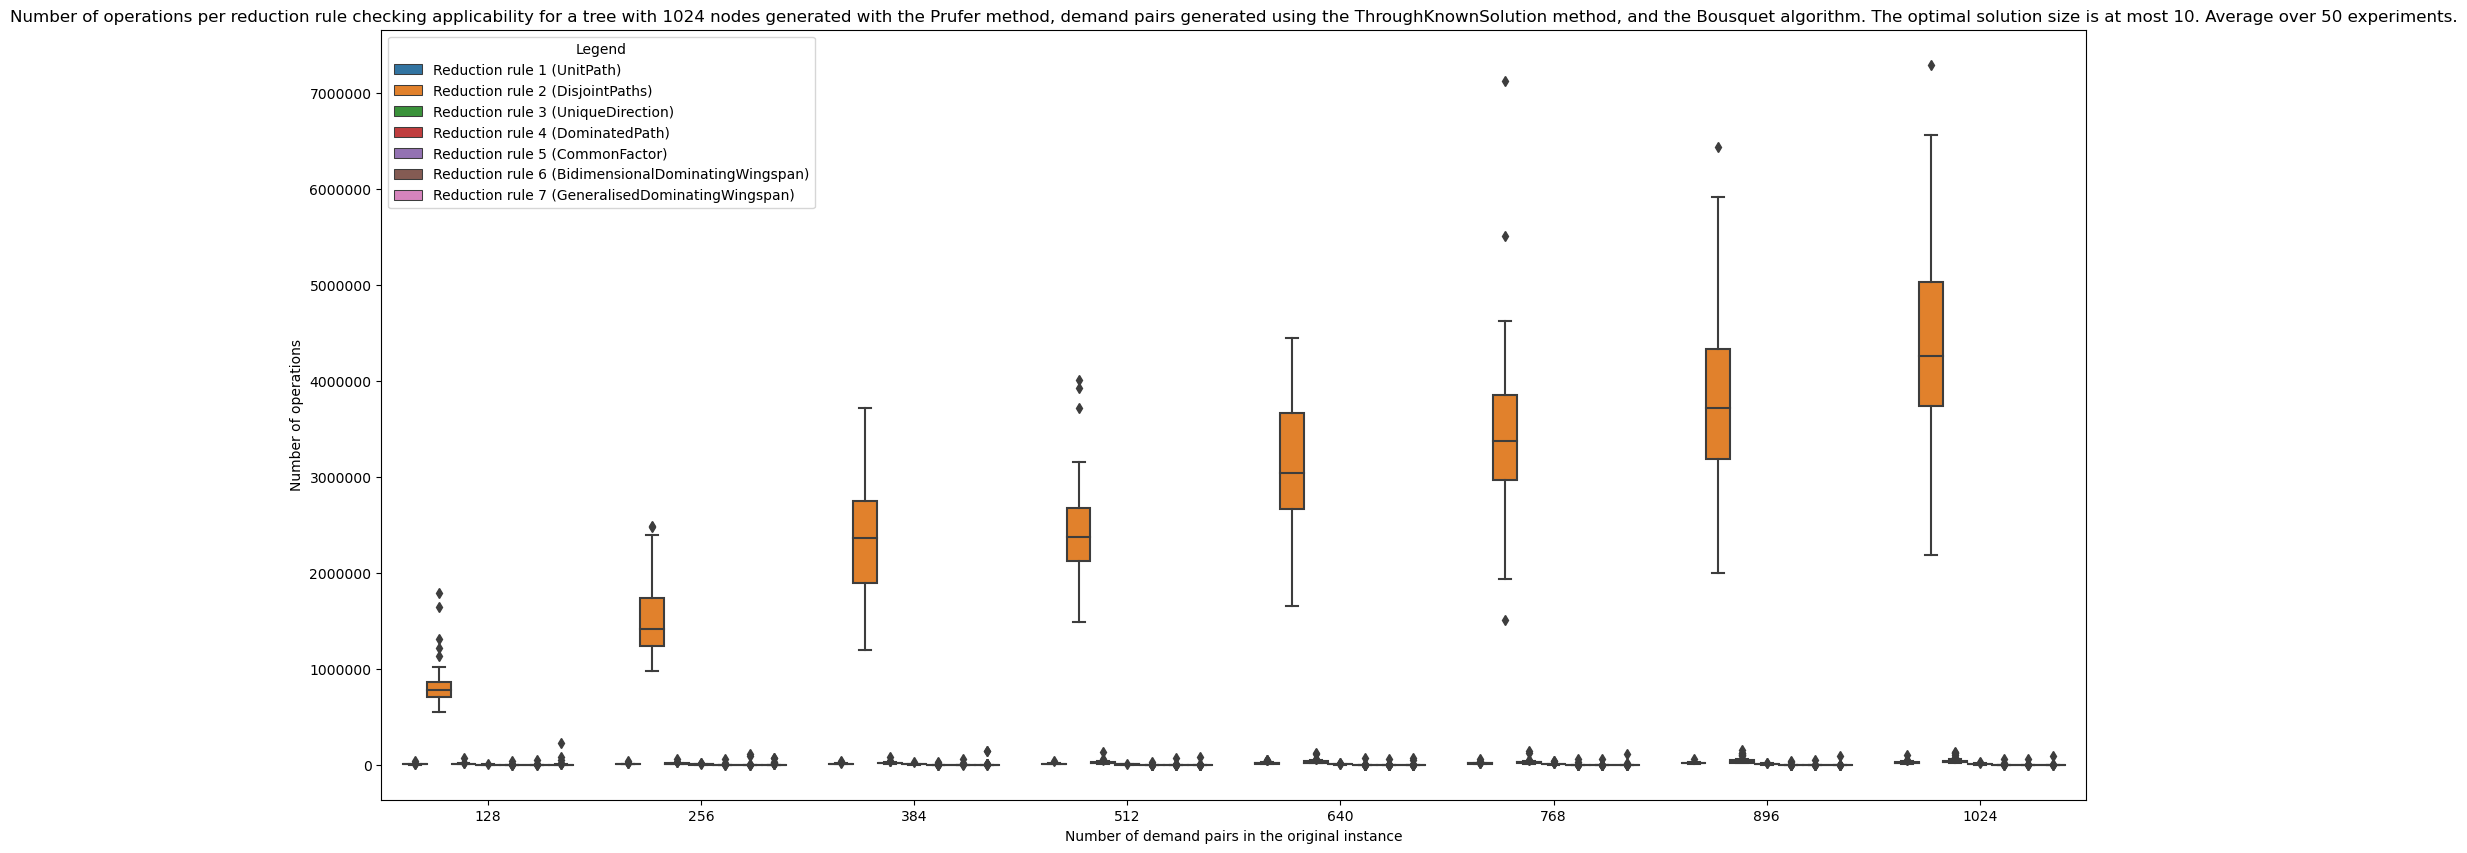 Number of operations per reduction rule checking applicability for a tree with 1024 nodes generated with the Prufer method, demand pairs generated using the ThroughKnownSolution method, and the Bousquet algorithm. The optimal solution size is at most 10. Average over 50 experiments.
Legend
Reduction rule 1 (UnitPath)
Reduction rule 2 (DisjointPaths)
Reduction rule 3 (UniqueDirection)
Reduction rule 4 (DominatedPath)
Reduction rule 5 (CommonFactor)
Reduction rule 6 (BidimensionalDominatingWingspan)
Reduction rule 7 (GeneralisedDominatingWingspan)
Number of operations
7000000
6000000
5000000
4000000
3000000
2000000
1000000
0
128 256 384 512 640 768 896 1024
Number of demand pairs in the original instance